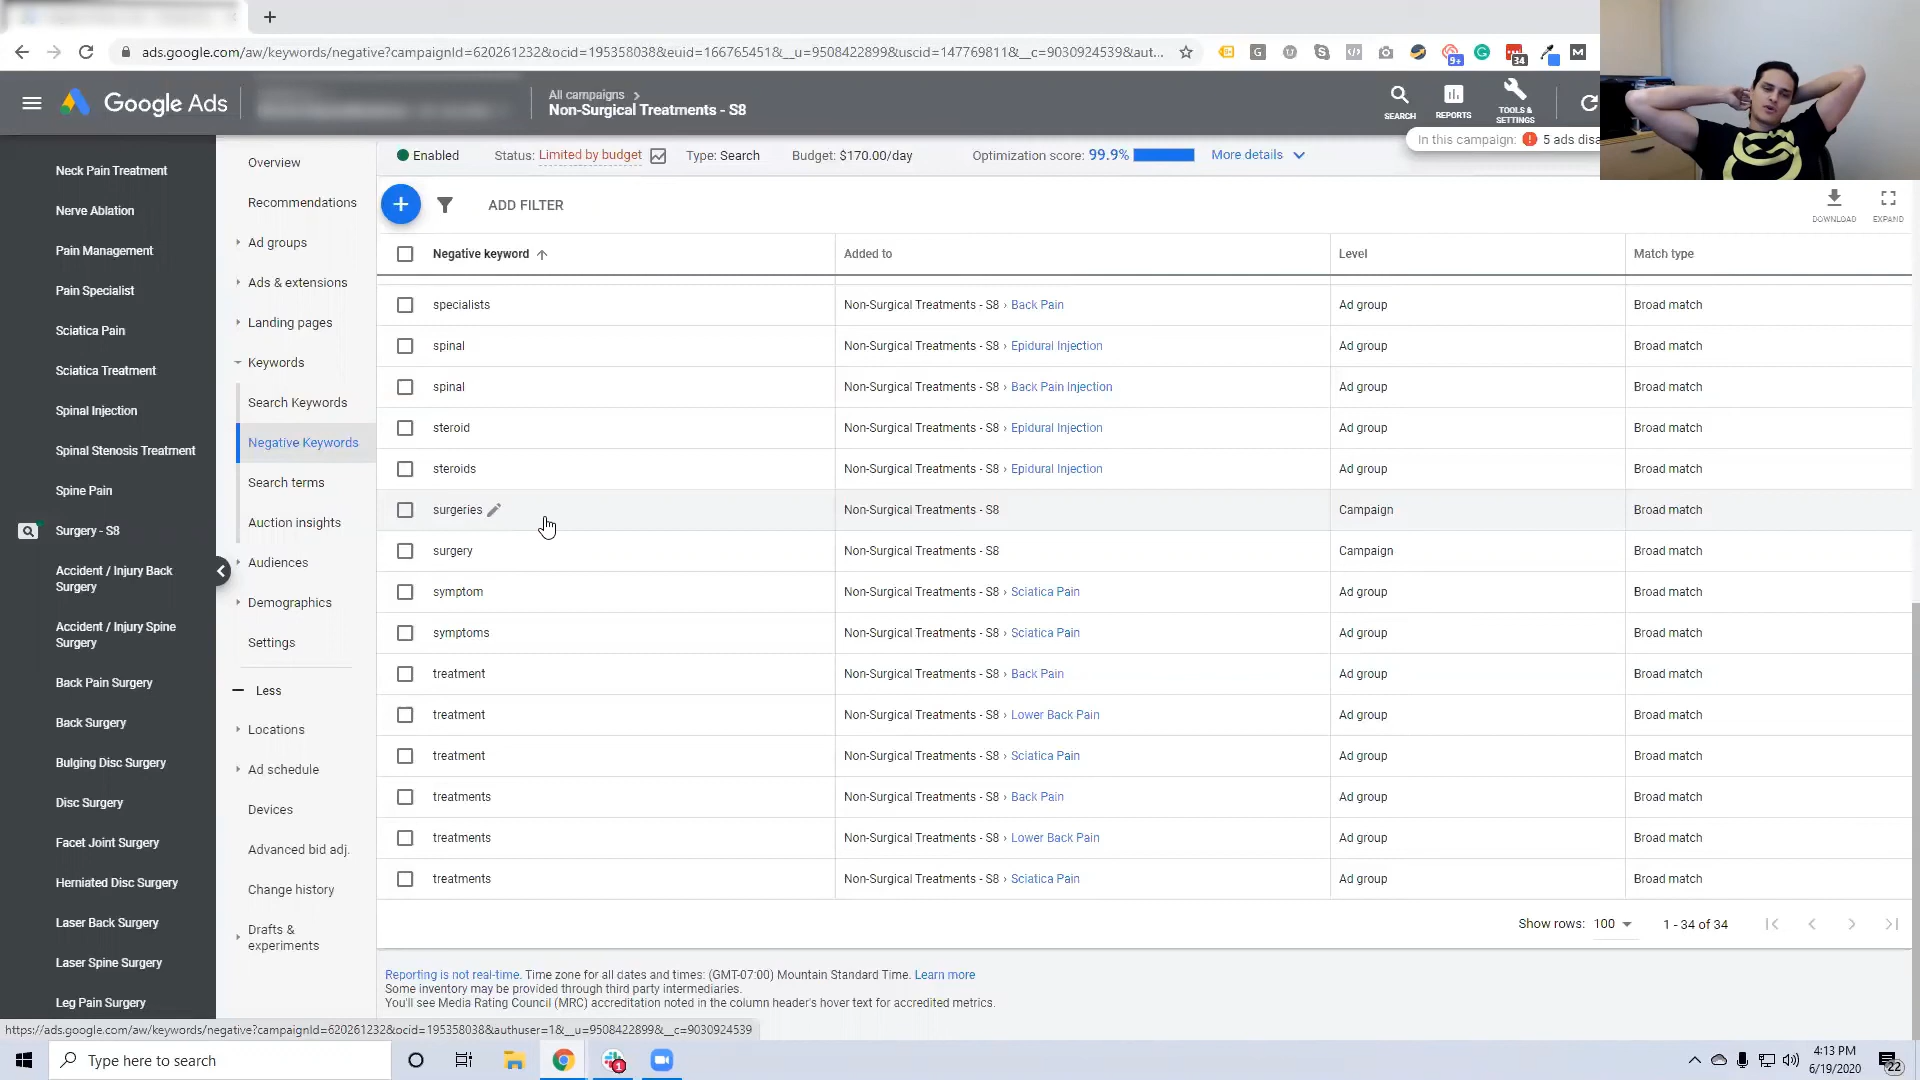 ads.google.com/aw/keywords/negative?campaignId=620261232&ocid=195358038&euid=1667654518&__u=9508422899&uscid=147769811&__c=9030924539&aut...
G
9+
34
M
Google Ads
All campaigns
Non-Surgical Treatments - S8
SEARCH
REPORTS
TOOLS & SETTINGS
In this campaign: 5 ads disa
Enabled
Status: Limited by budget
Type: Search
Budget: $170.00/day
Optimization score: 99.9%
More details
Neck Pain Treatment
Nerve Ablation
Pain Management
Pain Specialist
Sciatica Pain
Sciatica Treatment
Spinal Injection
Spinal Stenosis Treatment
Spine Pain
Surgery - S8
Accident / Injury Back
Surgery
Accident / Injury Spine
Surgery
Back Pain Surgery
Back Surgery
Bulging Disc Surgery
Disc Surgery
Facet Joint Surgery
Herniated Disc Surgery
Laser Back Surgery
Laser Spine Surgery
Leg Pain Surgery
Overview
Recommendations
Ad groups
Ads & extensions
Landing pages
Keywords
Search Keywords
Negative Keywords
Search terms
Auction insights
Audiences
Demographics
Settings
Less
Locations
Ad schedule
Devices
Advanced bid adj.
Change history
Drafts &
experiments
ADD FILTER
DOWNLOAD
EXPAND
Negative keyword Added to Level Match type
specialists Non-Surgical Treatments - S8 › Back Pain Ad group Broad match
spinal Non-Surgical Treatments - S8 › Epidural Injection Ad group Broad match
spinal Non-Surgical Treatments - S8 › Back Pain Injection Ad group Broad match
steroid Non-Surgical Treatments - S8 › Epidural Injection Ad group Broad match
steroids Non-Surgical Treatments - S8 › Epidural Injection Ad group Broad match
surgeries Non-Surgical Treatments - S8 Campaign Broad match
surgery Non-Surgical Treatments - S8 Campaign Broad match
symptom Non-Surgical Treatments - S8 › Sciatica Pain Ad group Broad match
symptoms Non-Surgical Treatments - S8 › Sciatica Pain Ad group Broad match
treatment Non-Surgical Treatments - S8 › Back Pain Ad group Broad match
treatment Non-Surgical Treatments - S8 › Lower Back Pain Ad group Broad match
treatment Non-Surgical Treatments - S8 › Sciatica Pain Ad group Broad match
treatments Non-Surgical Treatments - S8 › Back Pain Ad group Broad match
treatments Non-Surgical Treatments - S8 › Lower Back Pain Ad group Broad match
treatments Non-Surgical Treatments - S8 › Sciatica Pain Ad group Broad match
Show rows: 100 1 - 34 of 34
Reporting is not real-time. Time zone for all dates and times: (GMT-07:00) Mountain Standard Time. Learn more
Some inventory may be provided through third party intermediaries.
You'll see Media Rating Council (MRC) accreditation noted in the column header's hover text for accredited metrics.
https://ads.google.com/aw/keywords/negative?campaignId=620261232&ocid=195358038&authuser=1&__u=9508422899&__c=9030924539
Type here to search
1
4:13 PM
6/19/2020
22